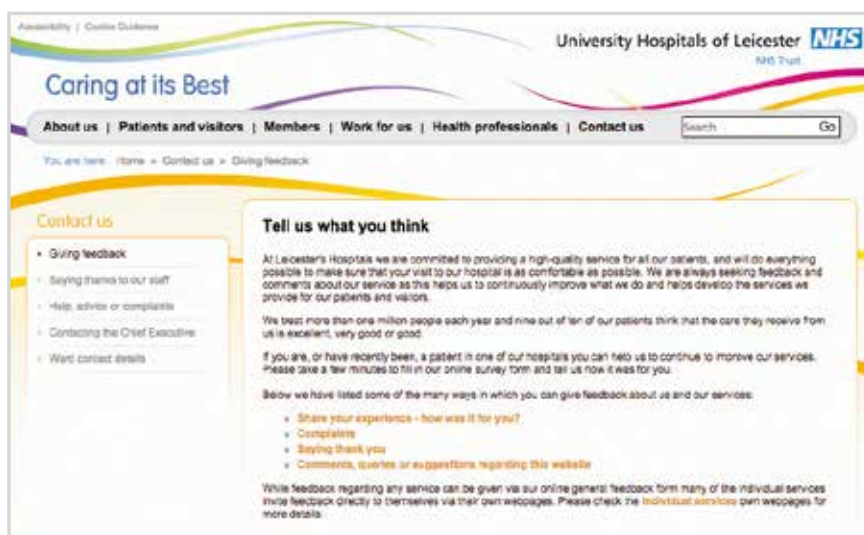 Accessibility | Cookie Guidance
University Hospitals of Leicester NHS
NHS Trust
Caring at its Best
About us | Patients and visitors | Members | Work for us | Health professionals | Contact us
Search Go
You are here: Home » Contact us » Giving feedback
Contact us
Giving feedback
Saying thanks to our staff
Help, advice or complaints
Contacting the Chief Executive
Ward contact details
Tell us what you think
At Leicester's Hospitals we are committed to providing a high-quality service for all our patients, and will do everything
possible to make sure that your visit to our hospital is as comfortable as possible. We are always seeking feedback and
comments about our service as this helps us to continuously improve what we do and helps develop the services we
provide for our patients and visitors.
We treat more than one million people each year and nine out of ten of our patients think that the care they receive from
us is excellent, very good or good.
If you are, or have recently been, a patient in one of our hospitals you can help us to continue to improve our services.
Please take a few minutes to fill in our online survey form and tell us how it was for you.
Below we have listed some of the many ways in which you can give feedback about us and our services:
Share your experience - how was it for you?
Complaints
Saying thank you
Comments, queries or suggestions regarding this website
While feedback regarding any service can be given via our online general feedback form many of the individual services
invite feedback directly to themselves via their own webpages. Please check the individual services own webpages for
more details.